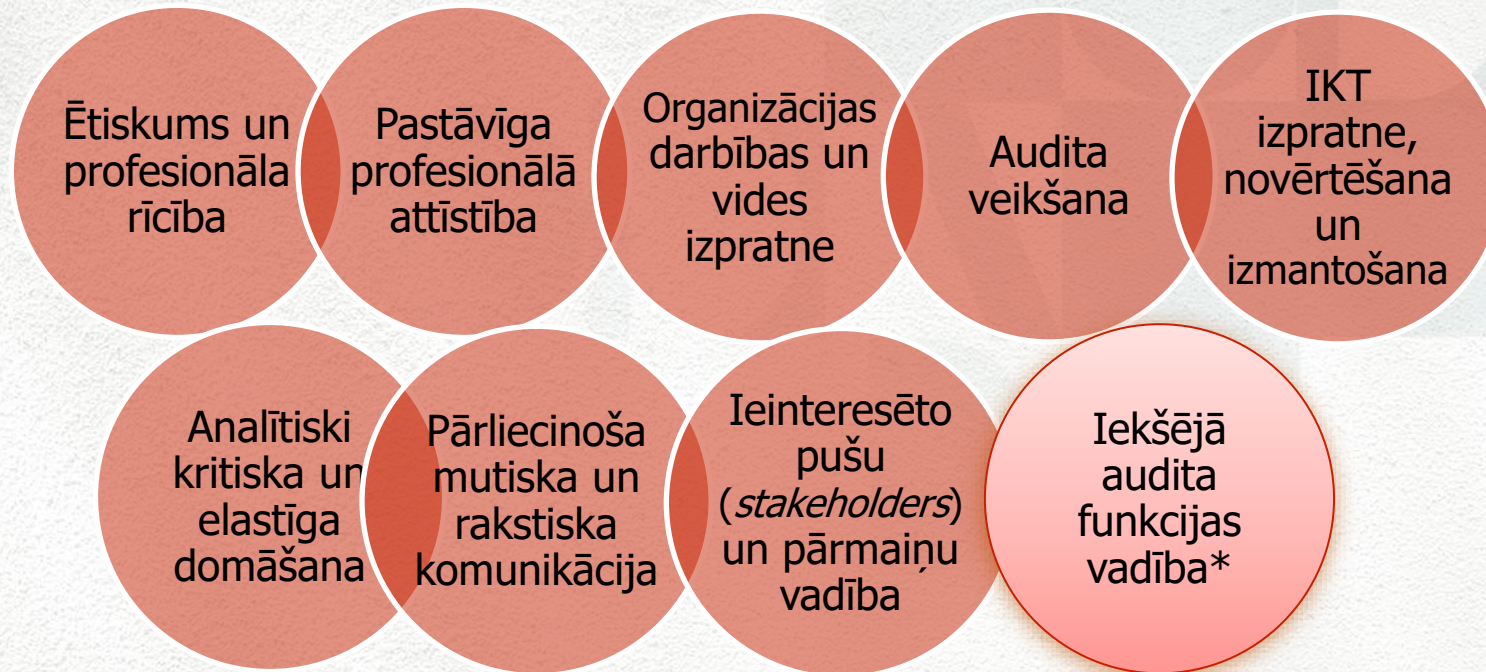 Ētiskums un
profesionāla
rīcība
Pastāvīga
profesionālā
attīstība
Organizācijas
darbības un
vides
izpratne
Audita
veikšana
IKT
izpratne,
novērtēšana
un
izmantošana
Analītiski
kritiska un
elastīga
domāšana
Pārliecinoša
mutiska un
rakstiska
komunikācija
Ieinteresēto
pušu
(stakeholders)
un pārmaiņu
vadība
Iekšējā
audita
funkcijas
vadība*